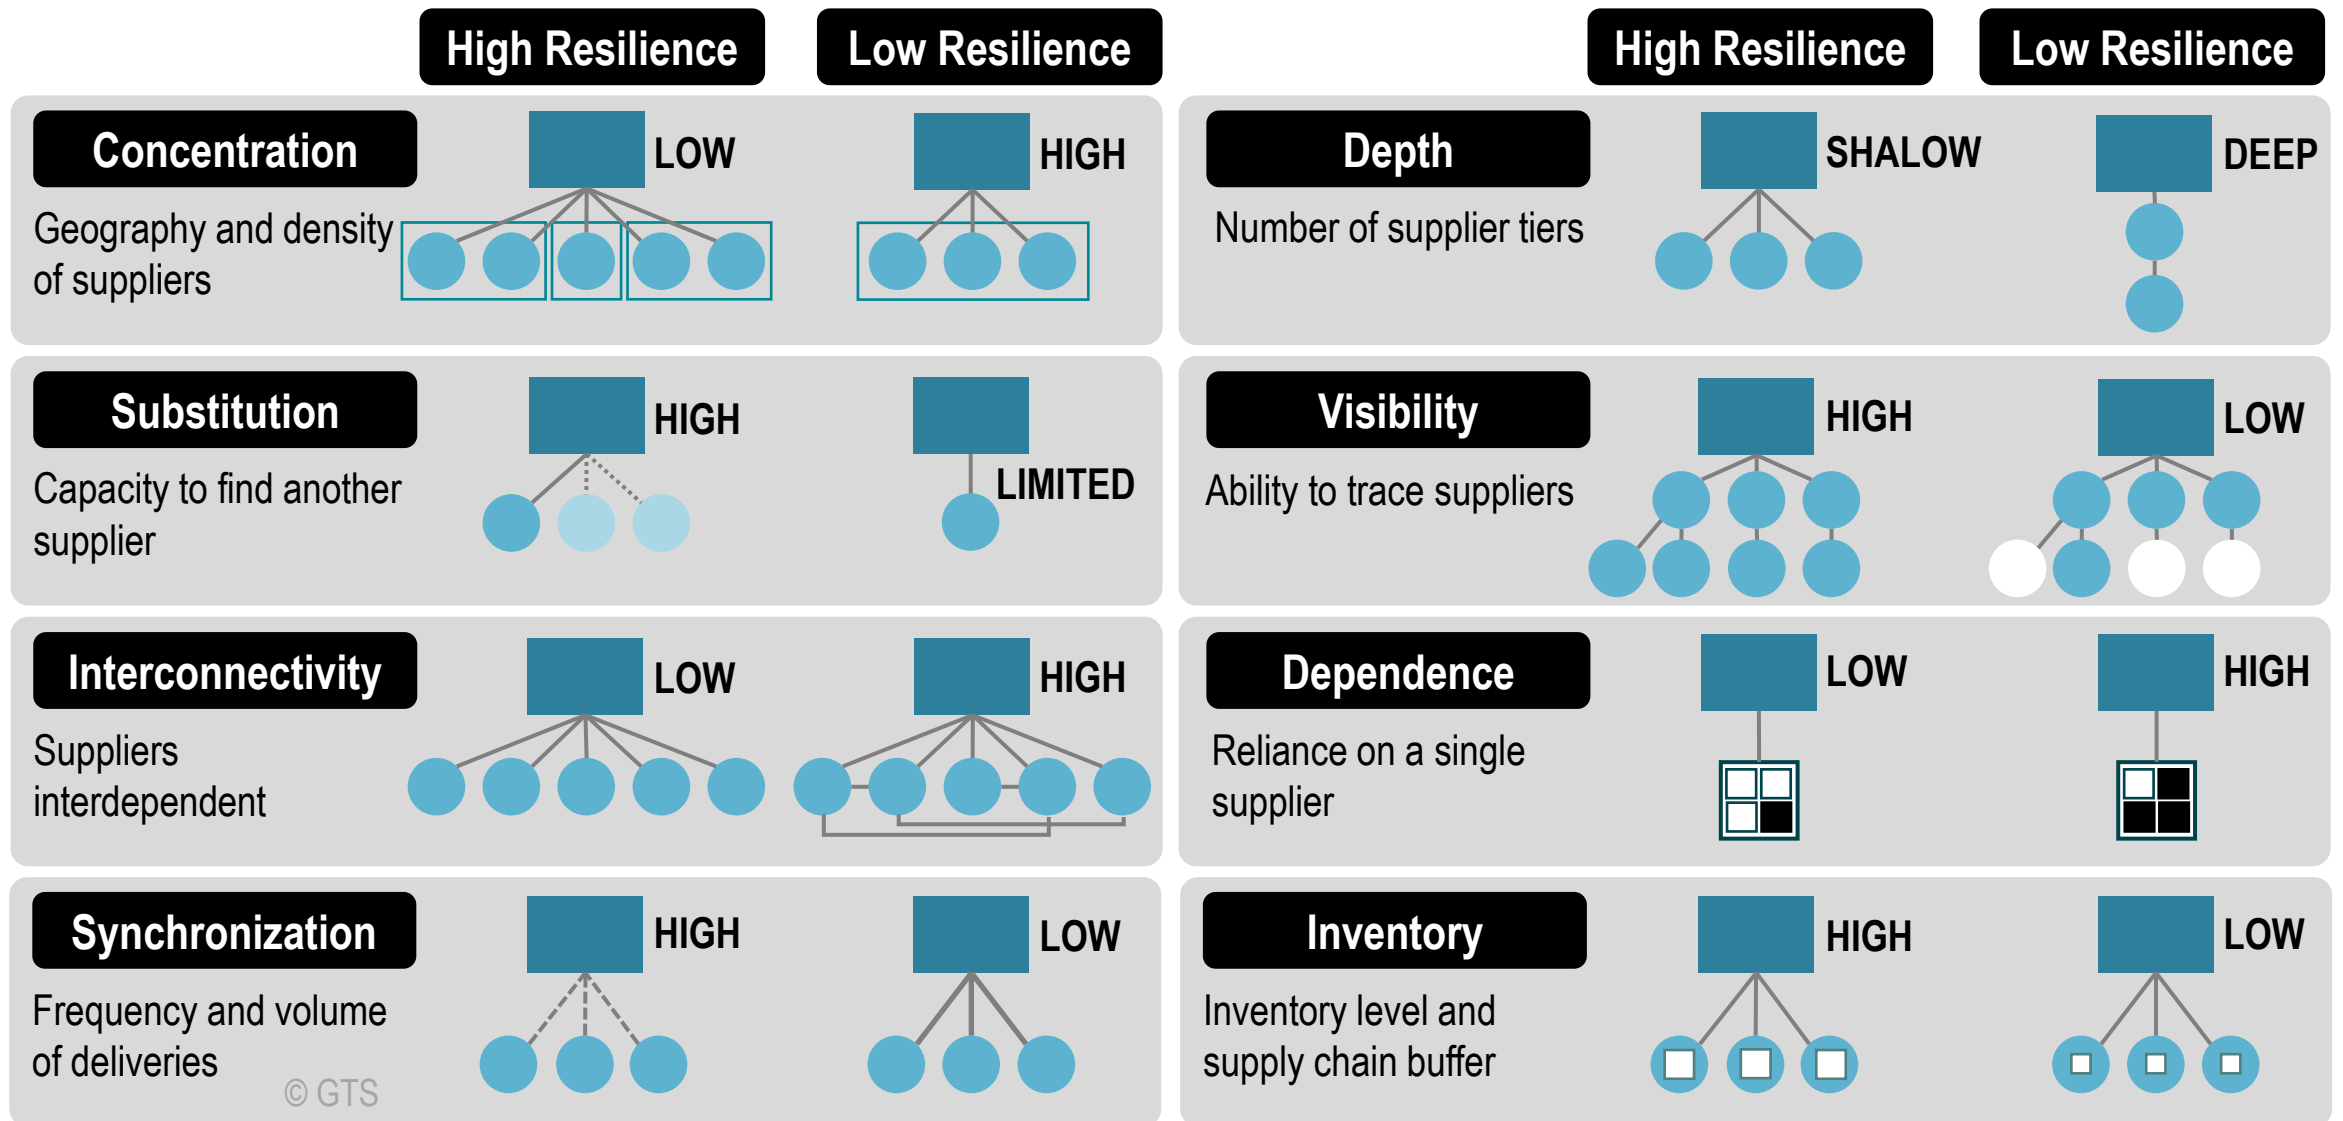 High Resilience
Low Resilience
High Resilience
Low Resilience
Concentration
LOW
HIGH
Geography and density
of suppliers
Depth
SHALOW
DEEP
Number of supplier tiers
Substitution
HIGH
LIMITED
Capacity to find another
supplier
Visibility
HIGH
LOW
Ability to trace suppliers
Interconnectivity
LOW
HIGH
Suppliers
interdependent
Dependence
LOW
HIGH
Reliance on a single
supplier
Synchronization
HIGH
LOW
Frequency and volume
of deliveries
© GTS
Inventory
HIGH
LOW
Inventory level and
supply chain buffer